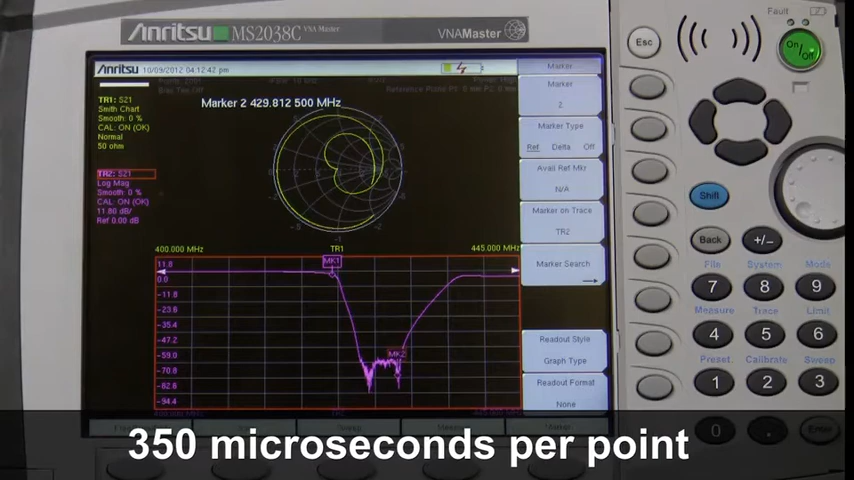 Anritsu MS2038C VNA Master
VNAMaster
Fault
Esc
On/Off
Anritsu 10/09/2012 04:12:42 pm
Marker
Marker
2
Marker Type
Ref Delta Off
Avail Ref Mkr
N/A
Marker on Trace
TR2
Marker Search
Readout Style
Graph Type
Readout Format
None
Marker 2 429.812 500 MHz
TR1: S21
Smith Chart
Smooth: 0 %
CAL: ON (OK)
Normal
50 ohm
TR2: S21
Log Mag
Smooth: 0 %
CAL: ON (OK)
11.80 dB/
Ref 0.00 dB
400.000 MHz TR1 445.000 MHz
MK1
MK2
11.8
0.0
-11.8
-23.6
-35.4
-47.2
-59.0
-70.8
-82.6
-94.4
Shift
Back
+/-
File System Mode
7 8 9
Measure Trace Limit
4 5 6
Preset Calibrate Sweep
1 2 3
0 . Enter
350 microseconds per point